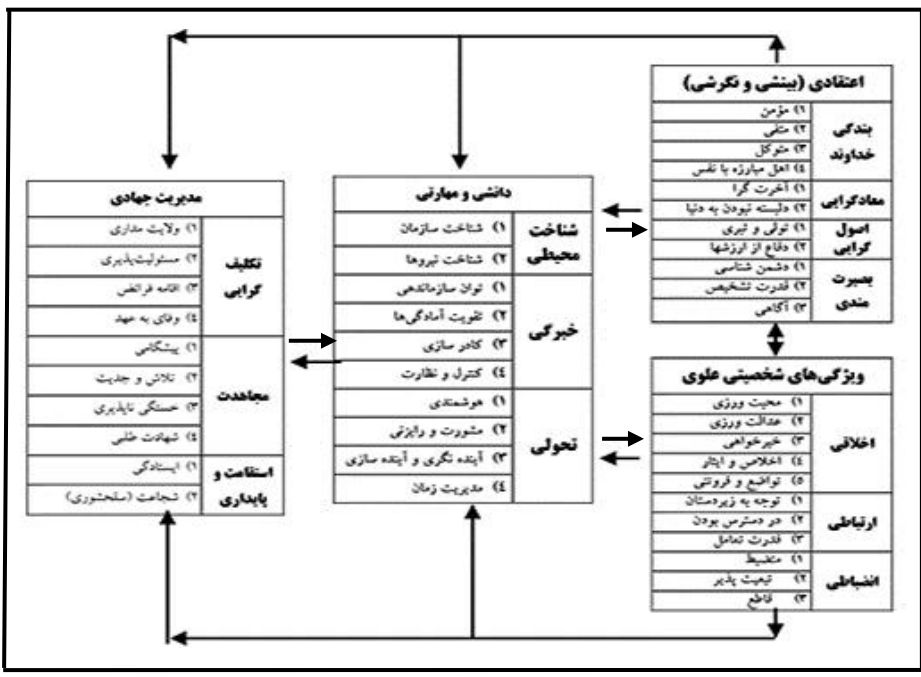 اعتقادی (بینشی و نگرشی)
بندگی خداوند
۱) مؤمن
۲) متقی
۳) متوکل
٤) اهل مبارزه با نفس
معادگرایی
۱) آخرت گرا
۲) دلبسته نبودن به دنیا
اصول گرایی
۱) تولی و تبری
۲) دفاع از ارزشها
بصیرت مندی
۱) دشمن شناسی
۲) قدرت تشخیص
۳) آگاهی
ویژگی‌های شخصیتی علوی
اخلاقی
۱) محبت ورزی
۲) عدالت ورزی
۳) خیرخواهی
٤) اخلاص و ایثار
۵) تواضع و فروتنی
ارتباطی
۱) توجه به زیردستان
۲) در دسترس بودن
۳) قدرت تعامل
انضباطی
۱) منضبط
۲) تبعیت پذیر
۳) قاطع
دانشی و مهارتی
شناخت محیطی
۱) شناخت سازمان
۲) شناخت نیروها
خبرگی
۱) توان سازماندهی
۲) تقویت آمادگی‌ها
۳) کادر سازی
٤) کنترل و نظارت
تحولی
۱) هوشمندی
۲) مشورت و رایزنی
۳) آینده نگری و آینده سازی
٤) مدیریت زمان
مدیریت جهادی
تکلیف گرایی
۱) ولایت مداری
۲) مسئولیت‌پذیری
۳) اقامه فرائض
٤) وفای به عهد
مجاهدت
۱) پیشگامی
۲) تلاش و جدیت
۳) خستگی ناپذیری
٤) شهادت طلبی
استقامت و پایداری
۱) ایستادگی
۲) شجاعت (سلحشوری)